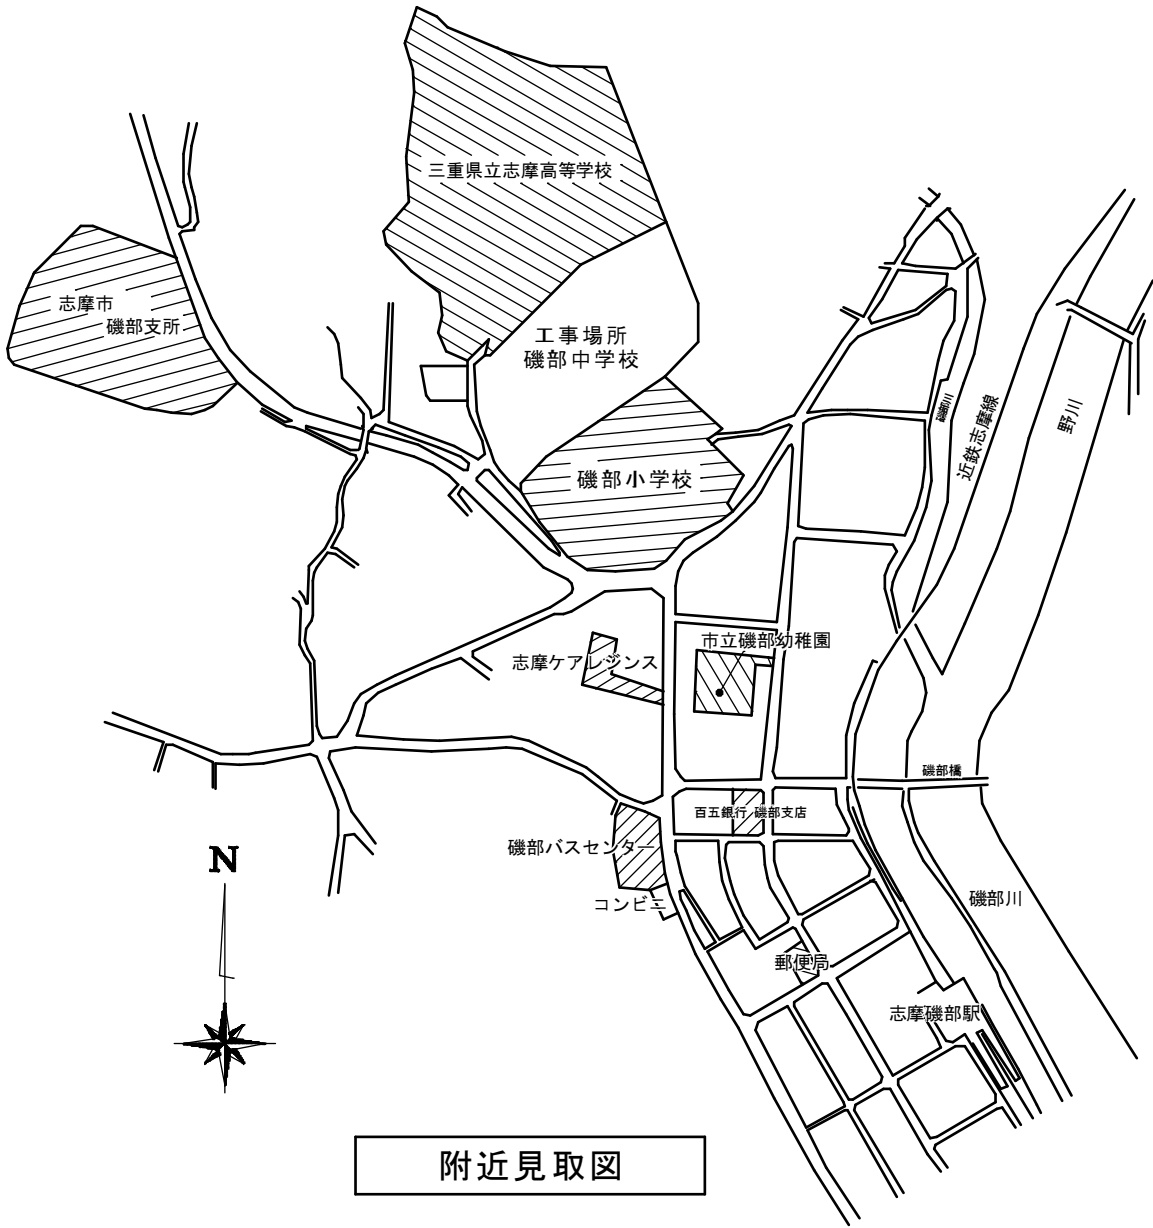 三重県立志摩高等学校
志摩市
磯部支所
工事場所
磯部中学校
磯部川
近鉄志摩線
野川
磯部小学校
市立磯部幼稚園
志摩ケアレジンス
磯部橋
百五銀行 磯部支店
磯部バスセンター
N
コンビニ
磯部川
郵便局
志摩磯部駅
附近見取図